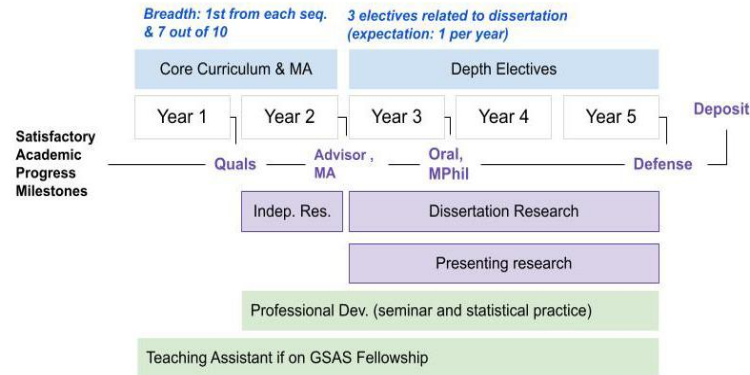 Breadth: 1st from each seq.
& 7 out of 10
3 electives related to dissertation
(expectation: 1 per year)
Core Curriculum & MA
Depth Electives
Year 1
Year 2
Year 3
Year 4
Year 5
Deposit
Satisfactory
Academic
Progress
Milestones
Quals
Advisor ,
MA
Oral,
MPhil
Defense
Indep. Res.
Dissertation Research
Presenting research
Professional Dev. (seminar and statistical practice)
Teaching Assistant if on GSAS Fellowship